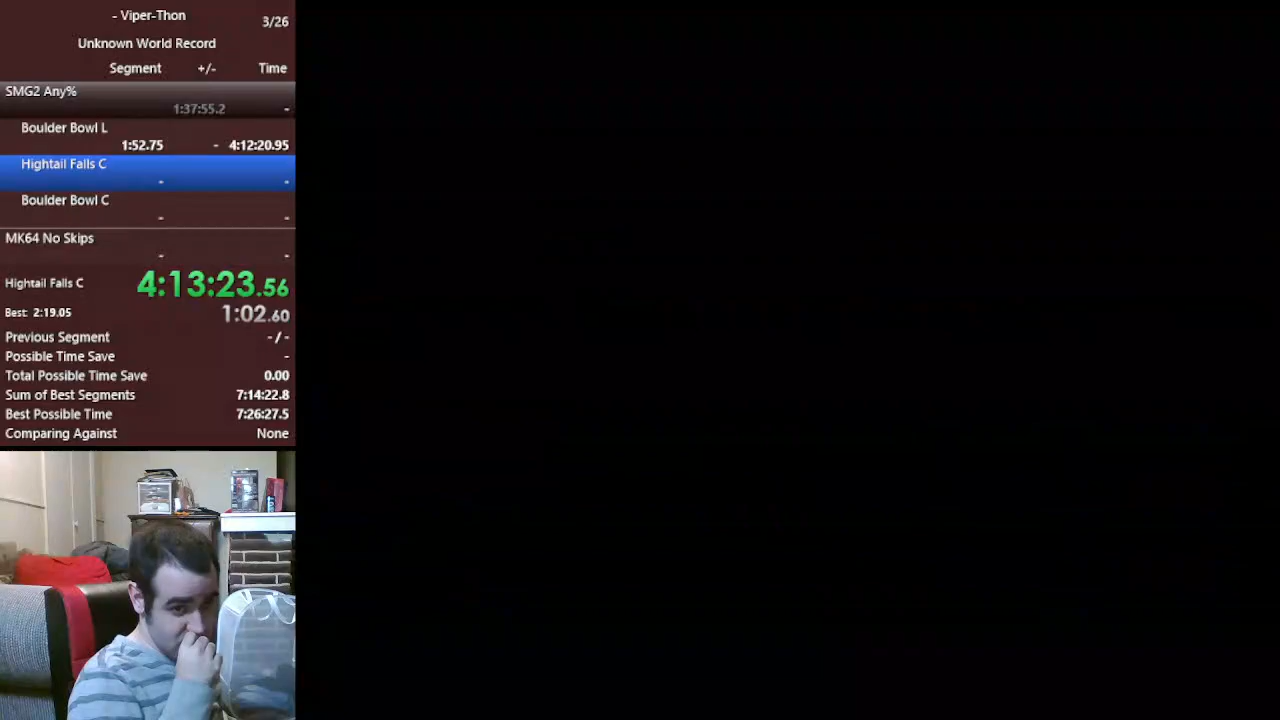 - Viper-Thon
3/26
Unknown World Record
Segment +/- Time
SMG2 Any%
1:37:55.2 -
Boulder Bowl L
1:52.75 - 4:12:20.95
Hightail Falls C
- -
Boulder Bowl C
- -
MK64 No Skips
- -
Hightail Falls C 4:13:23.56
Best: 2:19.05 1:02.60
Previous Segment - / -
Possible Time Save -
Total Possible Time Save 0.00
Sum of Best Segments 7:14:22.8
Best Possible Time 7:26:27.5
Comparing Against None